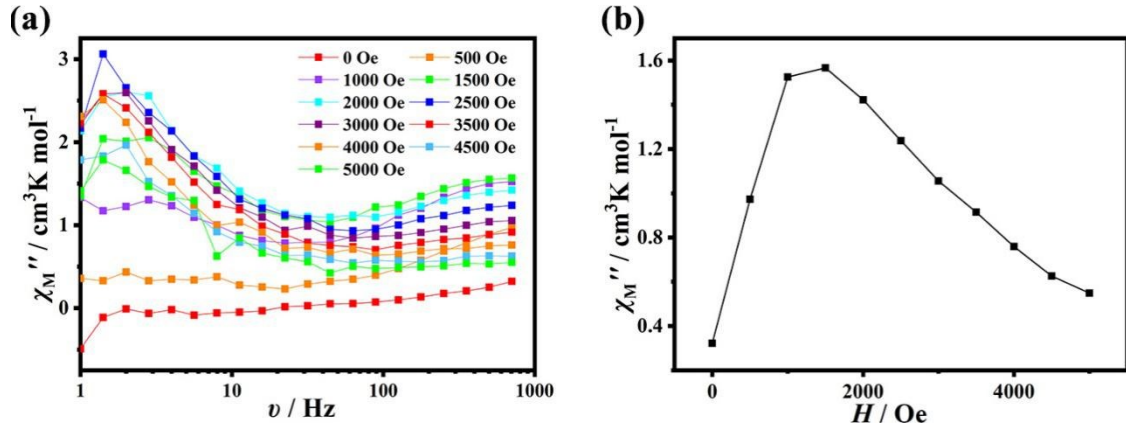 (a)
χM'' / cm³K mol⁻¹
3
2
1
0
0 Oe 500 Oe
1000 Oe 1500 Oe
2000 Oe 2500 Oe
3000 Oe 3500 Oe
4000 Oe 4500 Oe
5000 Oe
1 10 100 1000
υ / Hz
(b)
χM'' / cm³K mol⁻¹
1.6
1.2
0.8
0.4
0 2000 4000
H / Oe